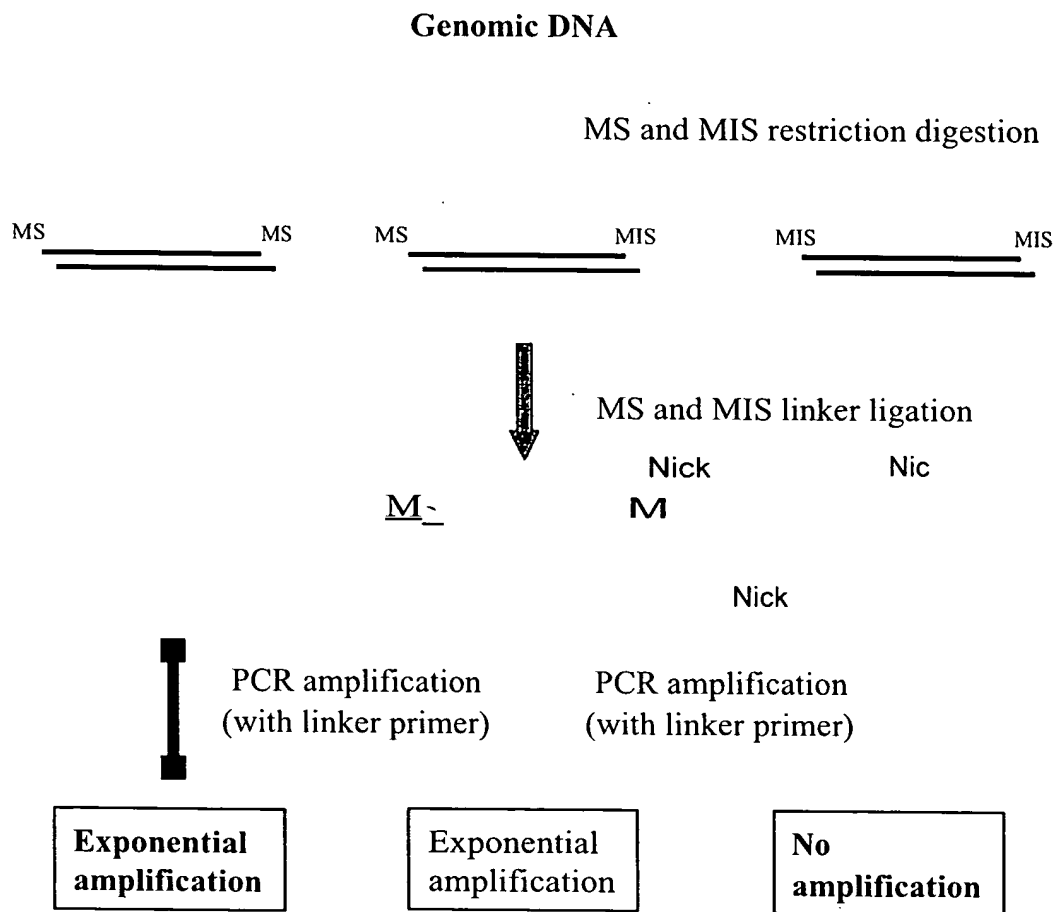 Genomic DNA
MS and MIS restriction digestion
MS MS MS MIS MIS MIS
MS and MIS linker ligation
Nick Nic
M M
Nick
PCR amplification
(with linker primer)
PCR amplification
(with linker primer)
Exponential
amplification
Exponential
amplification
No
amplification